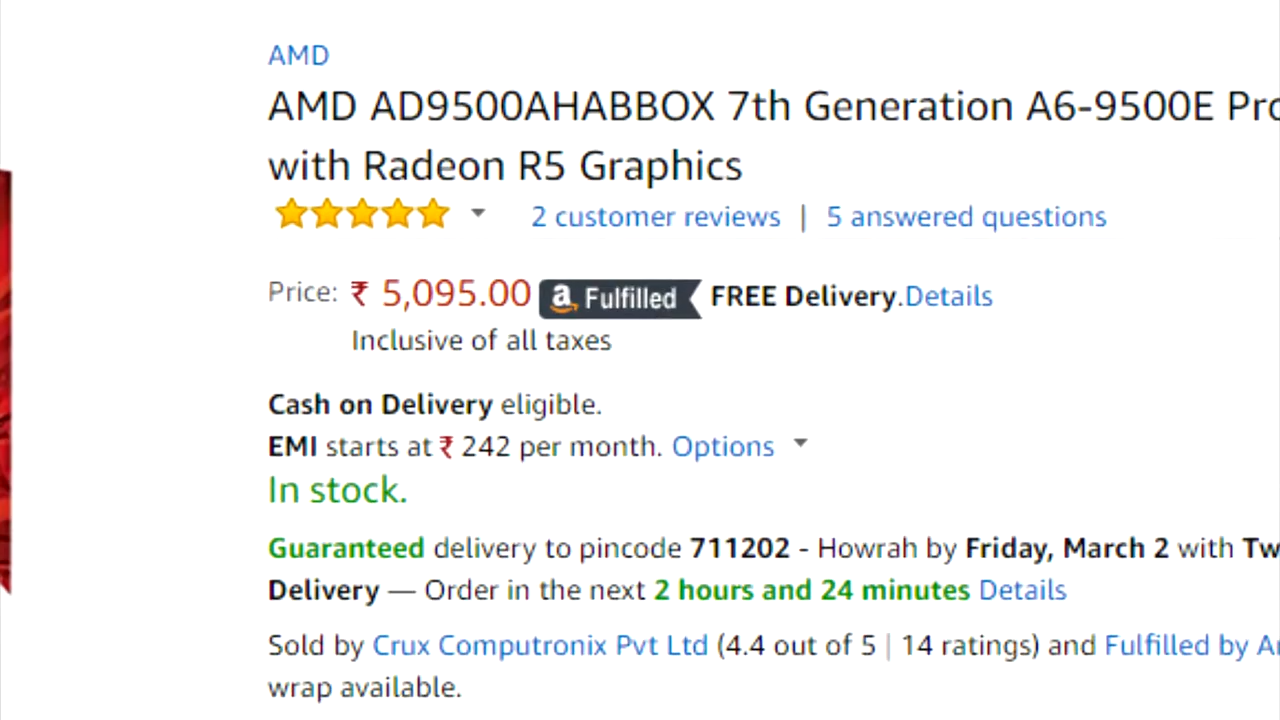 AMD
AMD AD9500AHABBOX 7th Generation A6-9500E
with Radeon R5 Graphics
2 customer reviews | 5 answered questions
Price: ₹ 5,095.00 a Fulfilled FREE Delivery.Details
Inclusive of all taxes
Cash on Delivery eligible.
EMI starts at ₹ 242 per month. Options
In stock.
Guaranteed delivery to pincode 711202 - Howrah by Friday, March 2 with
Delivery — Order in the next 2 hours and 24 minutes Details
Sold by Crux Computronix Pvt Ltd (4.4 out of 5 | 14 ratings) and Fulfilled by
wrap available.